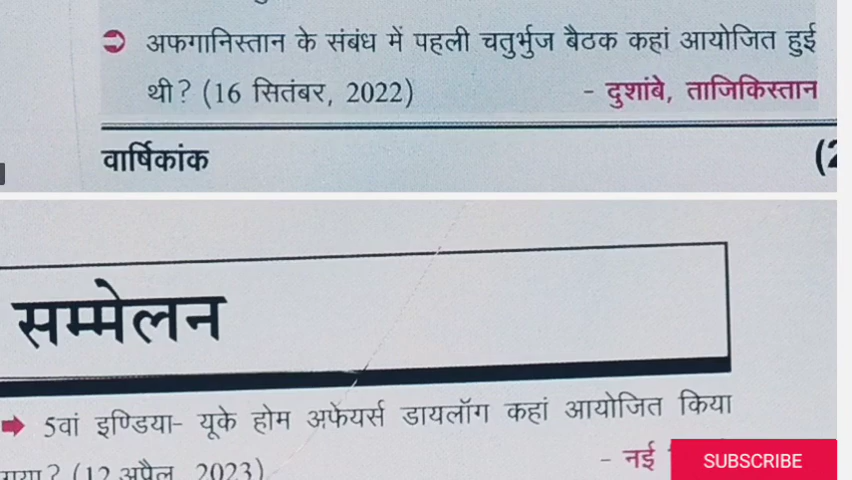 अफगानिस्तान के संबंध में पहली चतुर्भुज बैठक कहां आयोजित हुई
थी? (16 सितंबर, 2022) - दुशांबे, ताजिकिस्तान
वार्षिकांक
सम्मेलन
5वां इण्डिया- यूके होम अफेयर्स डायलॉग कहां आयोजित किया
गया? (12 अप्रैल, 2023) - नई
SUBSCRIBE